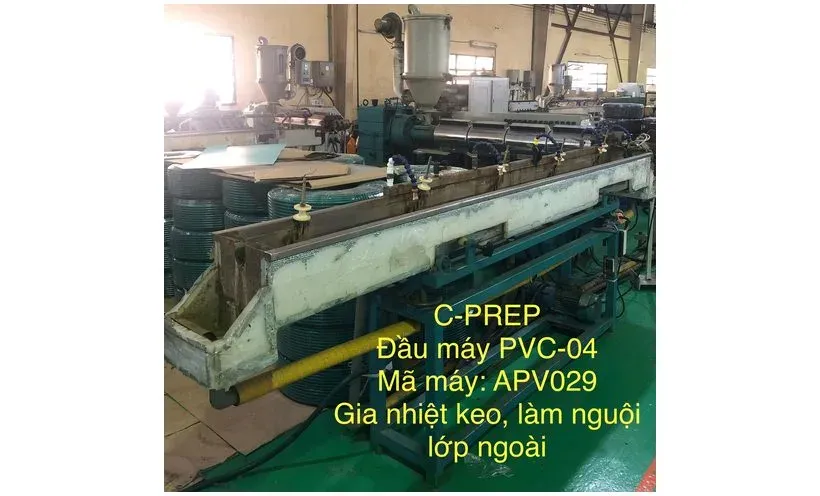 C-PREP
Đầu máy PVC-04
Mã máy: APV029
Gia nhiệt keo, làm nguội
lớp ngoài